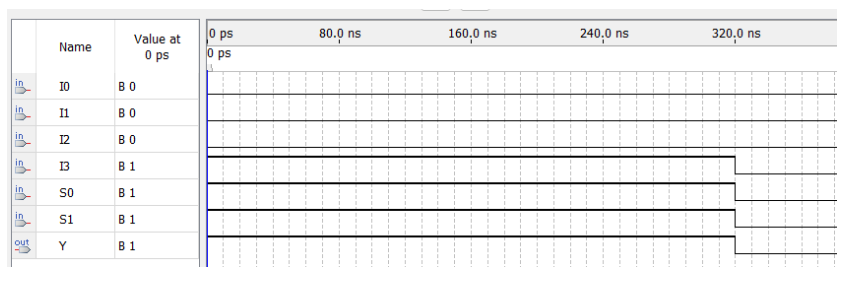 Name Value at 0 ps 0 ps 80.0 ns 160.0 ns 240.0 ns 320.0 ns
0 ps
in I0 B 0
in I1 B 0
in I2 B 0
in I3 B 1
in S0 B 1
in S1 B 1
out Y B 1